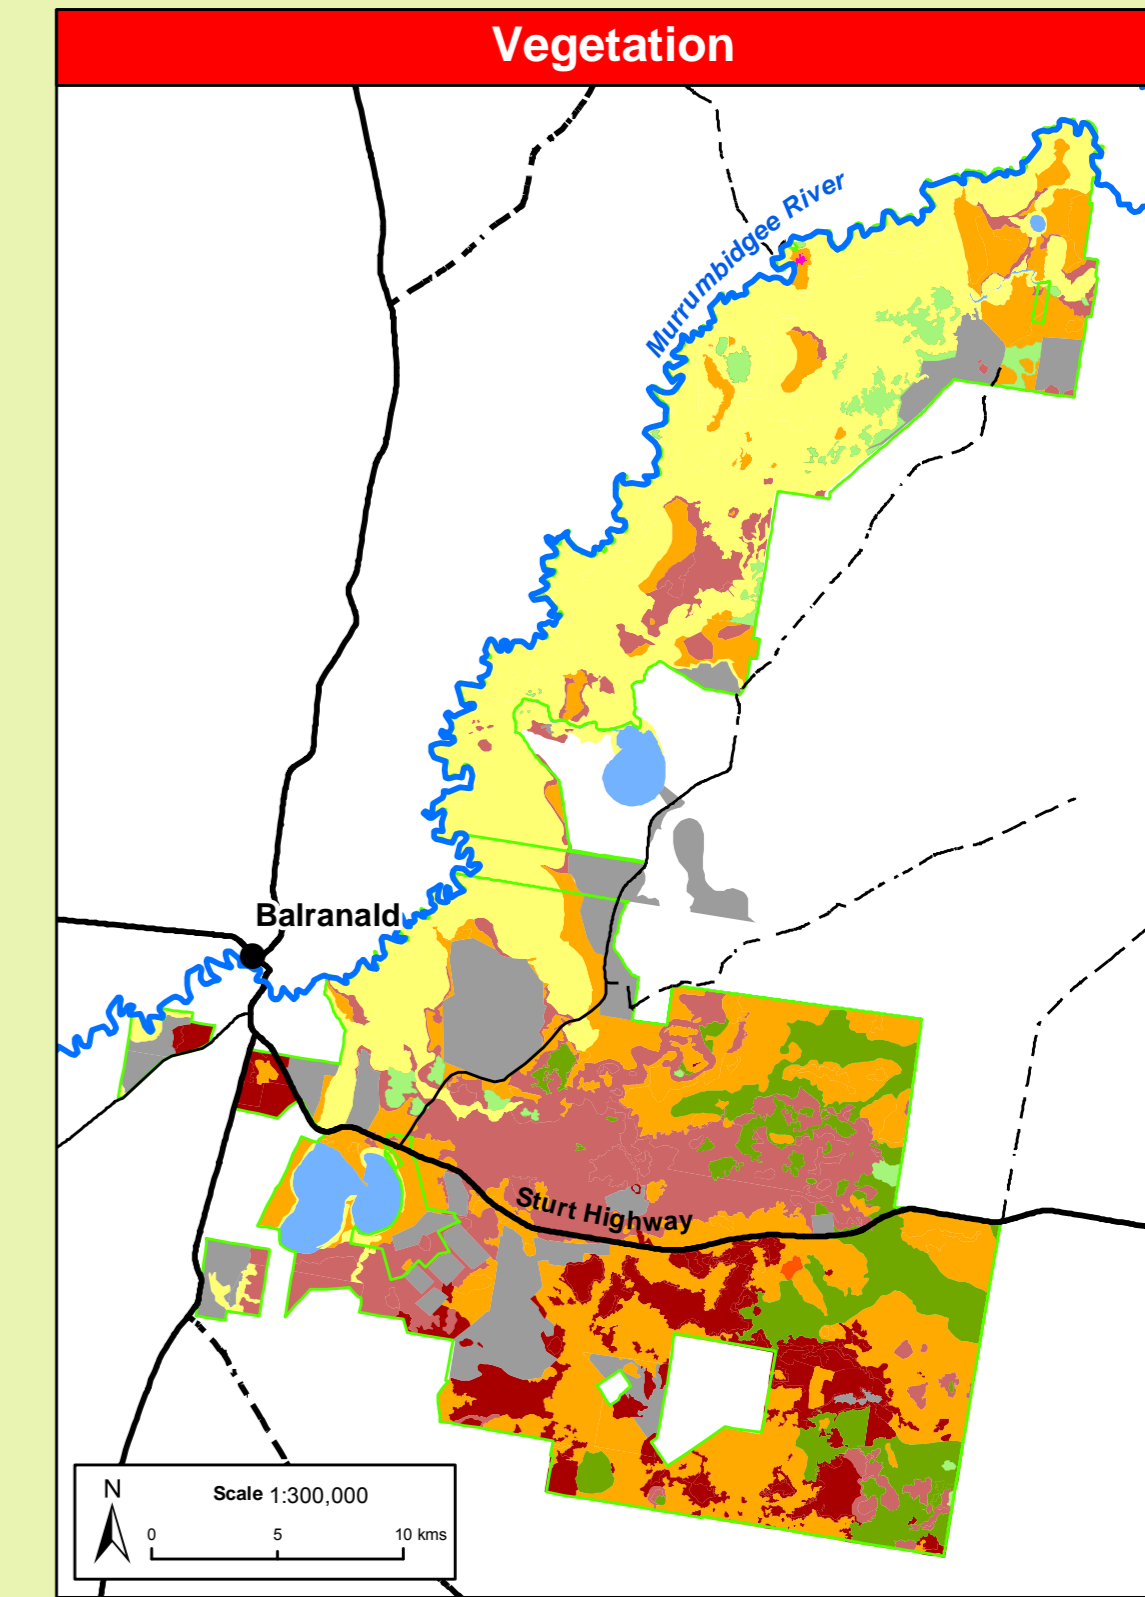 Vegetation
Murrumbidgee River
Balranald
Sturt Highway
N
Scale 1:300,000
0 5 10 kms